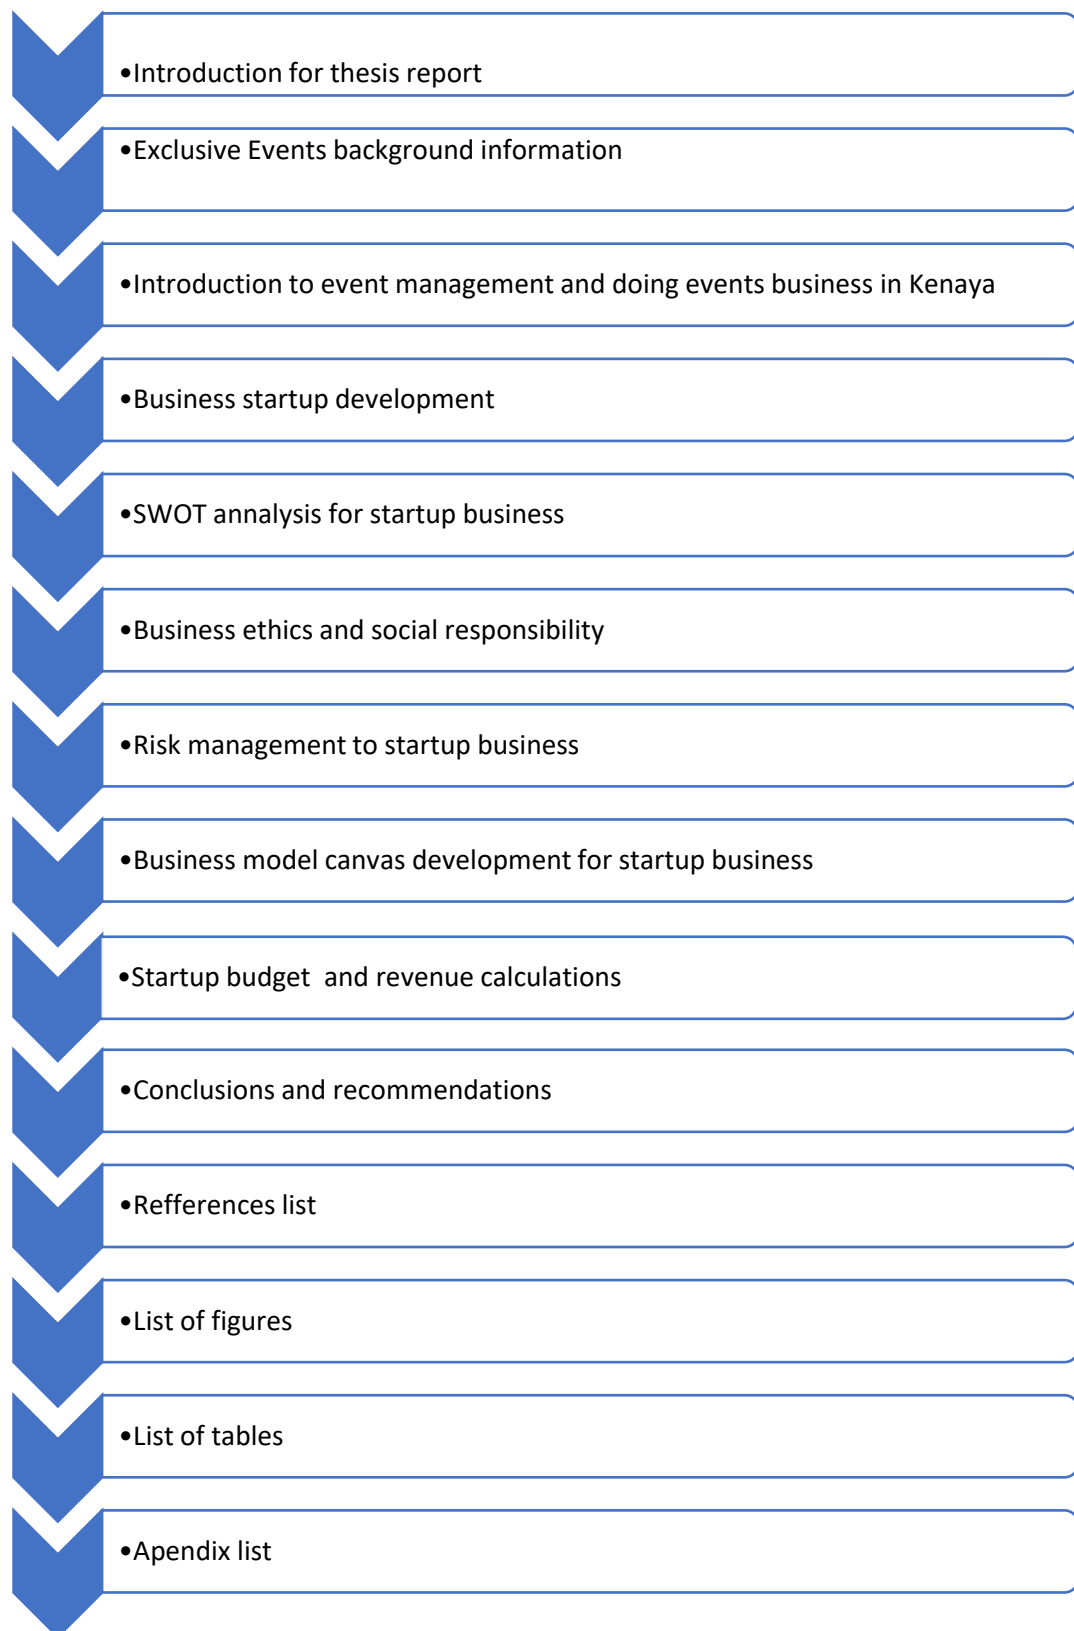 •Introduction for thesis report
•Exclusive Events background information
•Introduction to event management and doing events business in Kenaya
•Business startup development
•SWOT annalysis for startup business
•Business ethics and social responsibility
•Risk management to startup business
•Business model canvas development for startup business
•Startup budget  and revenue calculations
•Conclusions and recommendations
•Refferences list
•List of figures
•List of tables
•Apendix list